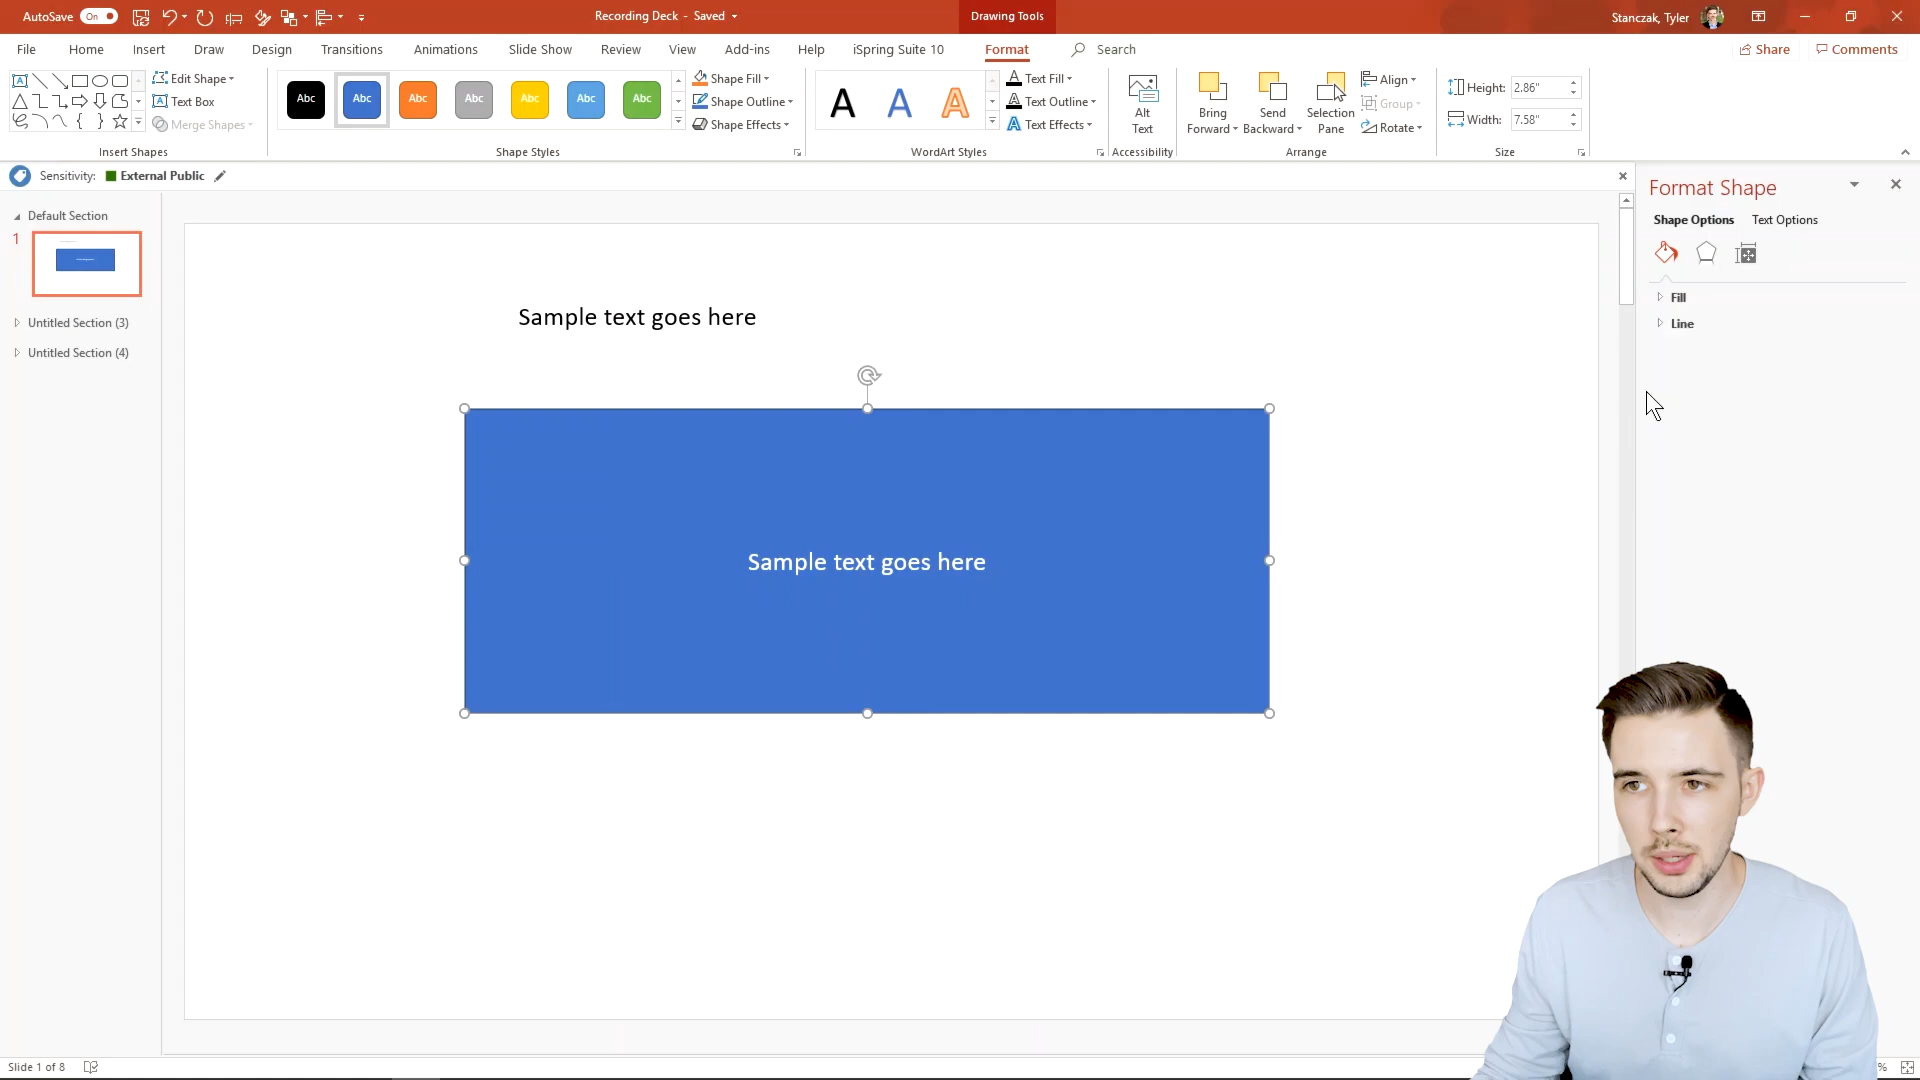 AutoSave On Recording Deck - Saved Drawing Tools Stanczak, Tyler
File Home Insert Draw Design Transitions Animations Slide Show Review View Add-ins Help iSpring Suite 10 Format Search Share Comments
Edit Shape
Text Box
Merge Shapes
Insert Shapes
Abc Abc Abc Abc Abc Abc Abc
Shape Fill
Shape Outline
Shape Effects
Shape Styles
A A A
Text Fill
Text Outline
Text Effects
WordArt Styles
Alt
Text
Accessibility
Bring
Forward
Send
Backward
Selection
Pane
Align
Group
Rotate
Arrange
Height: 2.86"
Width: 7.58"
Size
Sensitivity: External Public
Default Section
1
Untitled Section (3)
Untitled Section (4)
Sample text goes here
Sample text goes here
Format Shape
Shape Options Text Options
Fill
Line
Slide 1 of 8
%